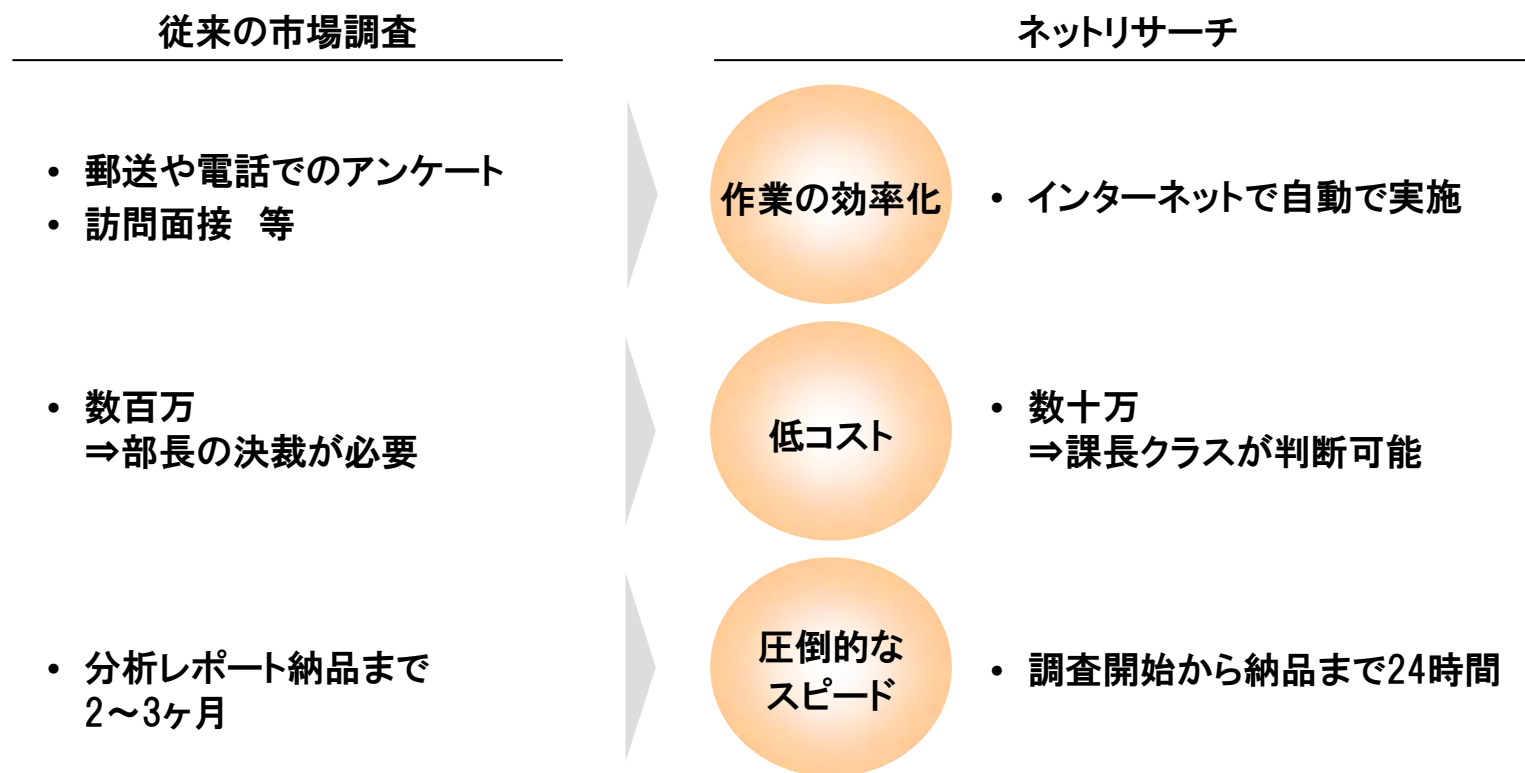 従来の市場調査
ネットリサーチ
• 郵送や電話でのアンケート
• 訪問面接　等
作業の効率化
• インターネットで自動で実施
• 数百万
⇒部長の決裁が必要
低コスト
• 数十万
⇒課長クラスが判断可能
• 分析レポート納品まで
2～3ヶ月
圧倒的な
スピード
• 調査開始から納品まで24時間